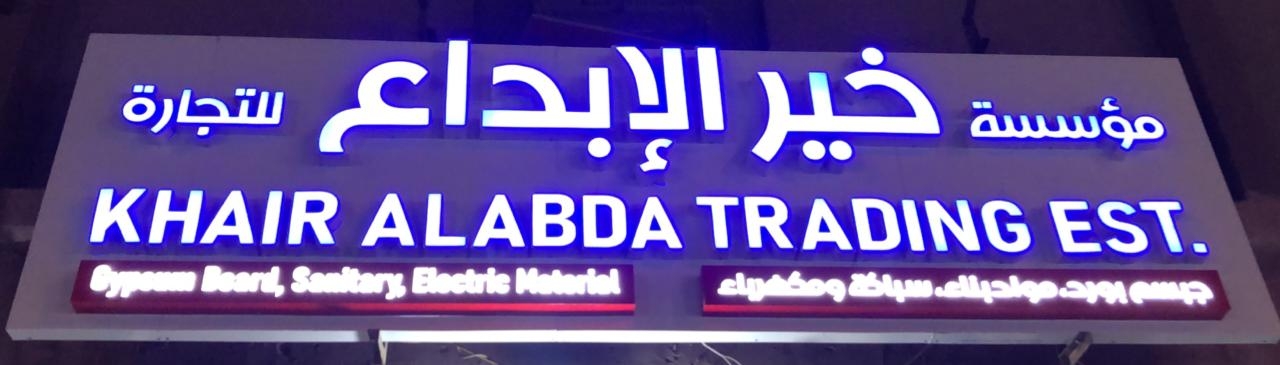 مؤسسة خير الإبداع للتجارة
KHAIR ALABDA TRADING EST.
Gypsum Board, Sanitary, Electric Material
جبسم بورد، مواد بناء، سباكة وكهرباء